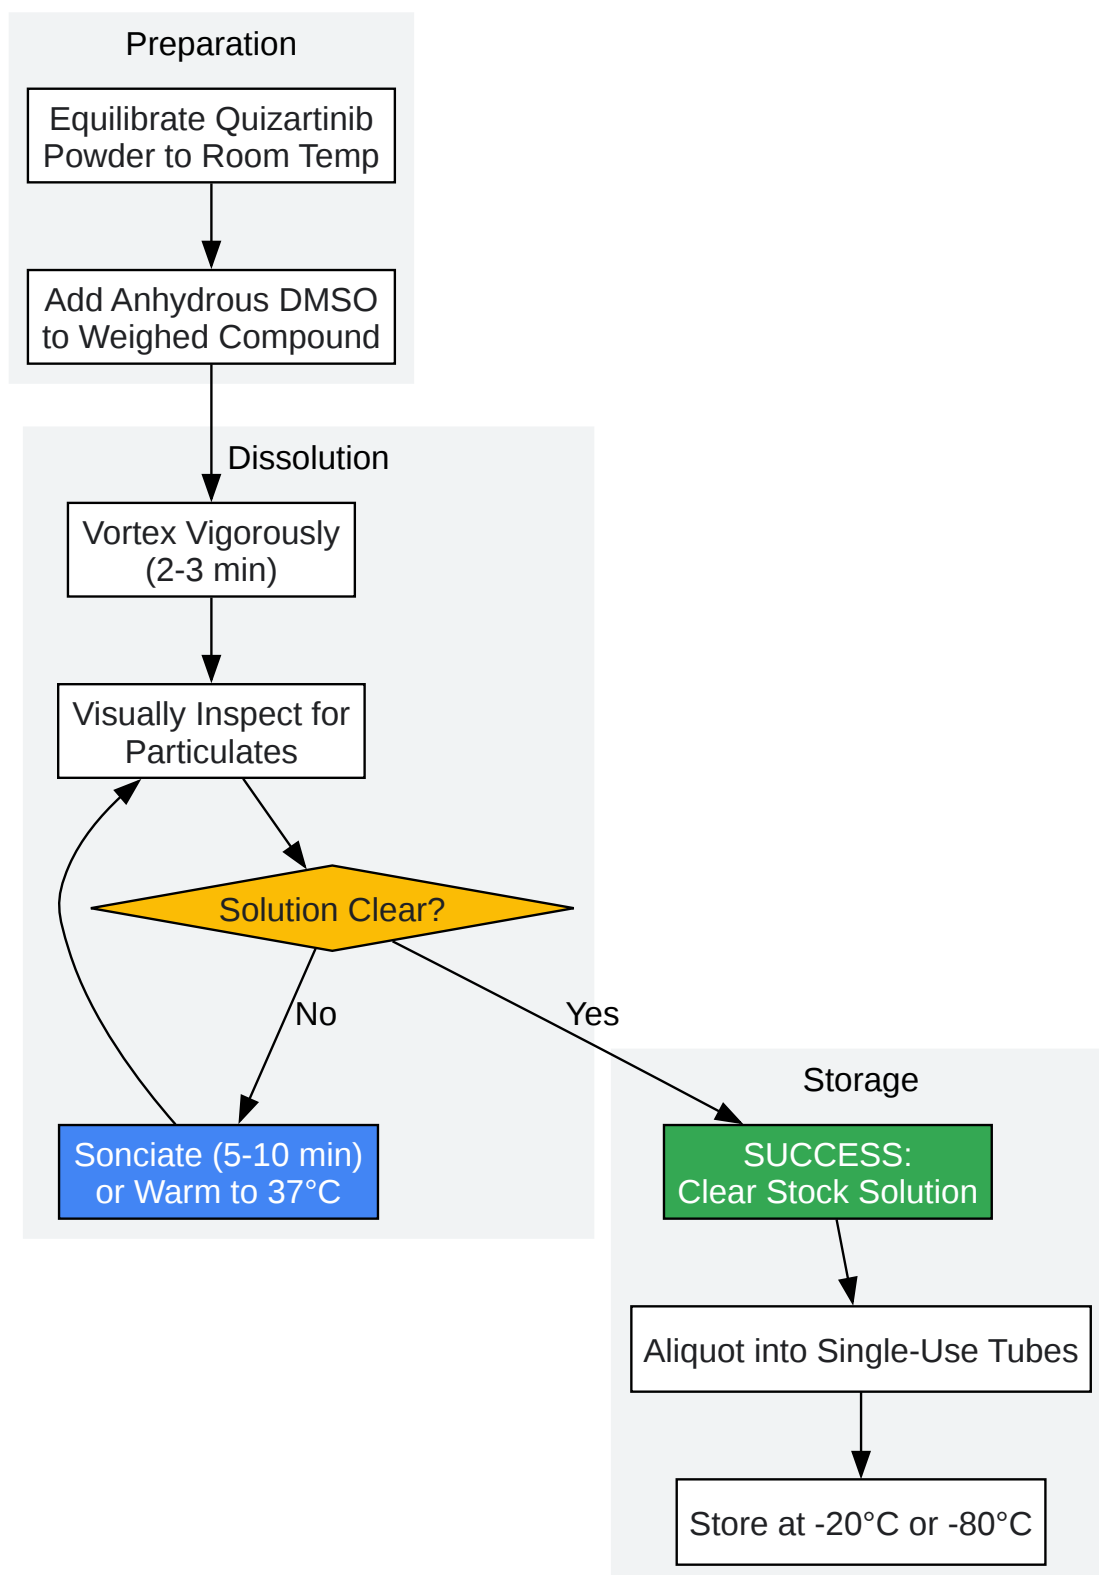 Preparation
Equilibrate Quizartinib
Powder to Room Temp
Add Anhydrous DMSO
to Weighed Compound
Dissolution
Vortex Vigorously
(2-3 min)
Visually Inspect for
Particulates
Solution Clear?
No
Yes
Sonciate (5-10 min)
or Warm to 37°C
Storage
SUCCESS:
Clear Stock Solution
Aliquot into Single-Use Tubes
Store at -20°C or -80°C